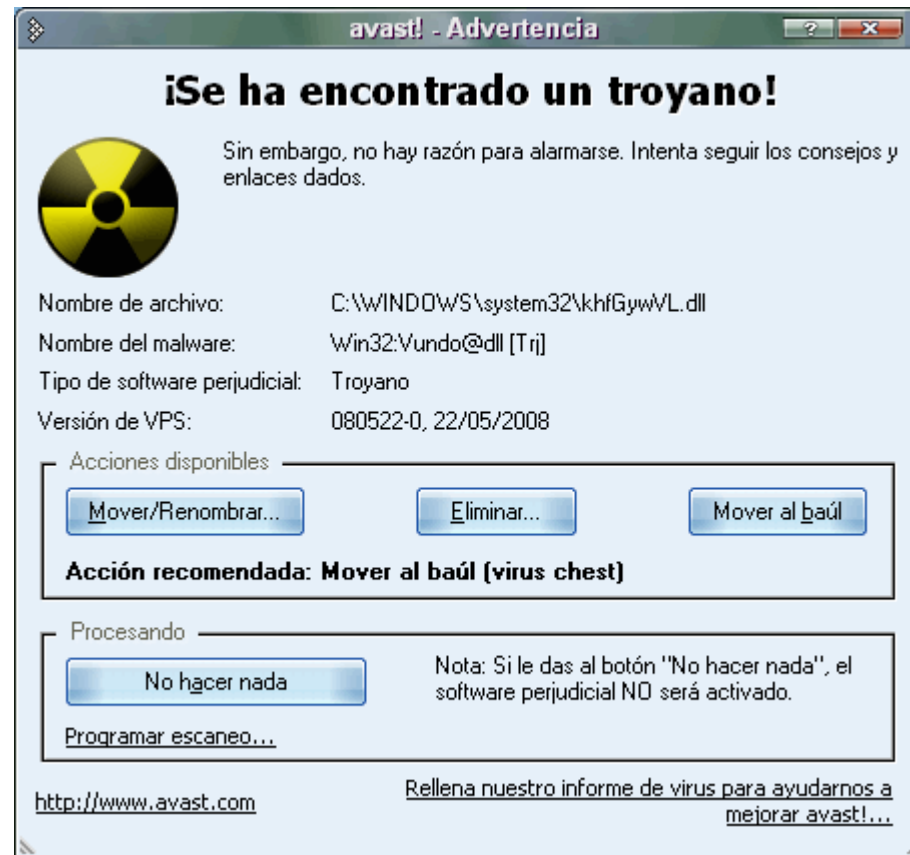 avast! - Advertencia
¡Se ha encontrado un troyano!
Sin embargo, no hay razón para alarmarse. Intenta seguir los consejos y
enlaces dados.
Nombre de archivo: C:\WINDOWS\system32\khfGywVL.dll
Nombre del malware: Win32:Vundo@dll [Trj]
Tipo de software perjudicial: Troyano
Versión de VPS: 080522-0, 22/05/2008
Acciones disponibles
Mover/Renombrar... Eliminar... Mover al baúl
Acción recomendada: Mover al baúl (virus chest)
Procesando
No hacer nada
Nota: Si le das al botón "No hacer nada", el
software perjudicial NO será activado.
Programar escaneo...
http://www.avast.com
Rellena nuestro informe de virus para ayudarnos a
mejorar avast!...